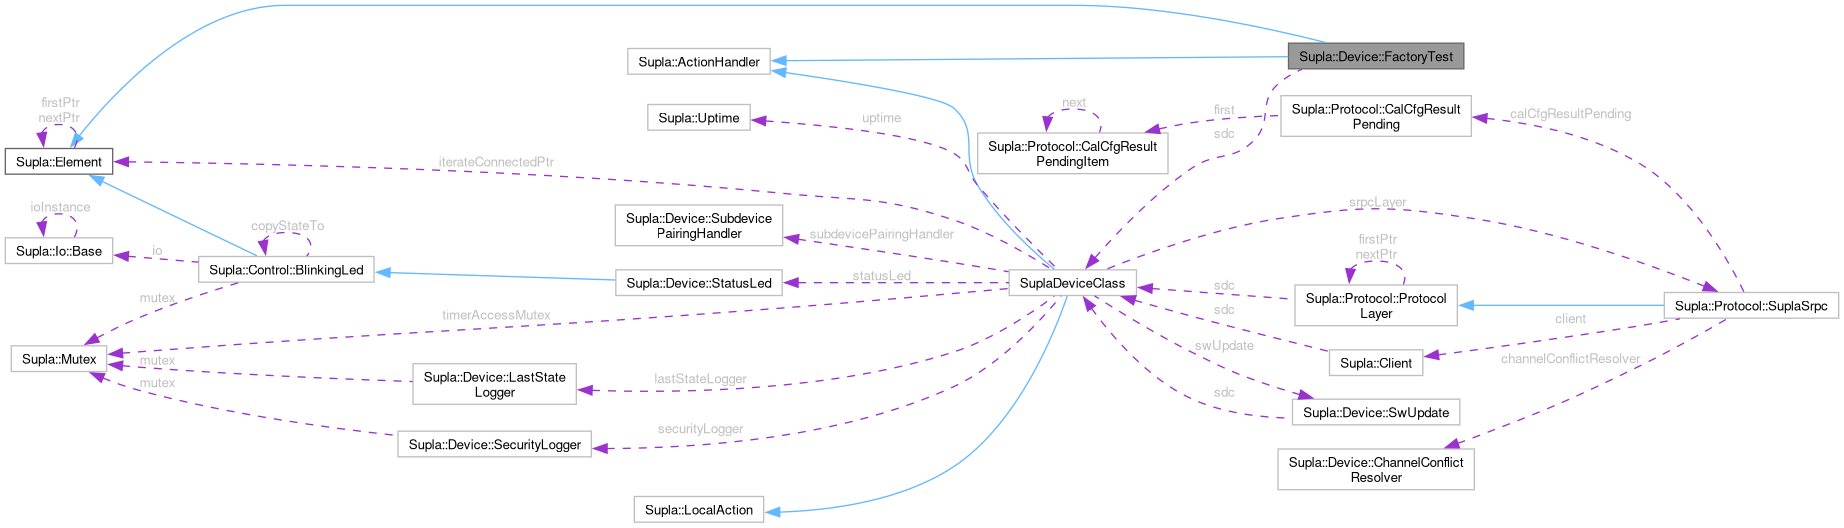 Supla::Device::FactoryTest
Supla::ActionHandler
firstPtr
nextPtr
next
first
Supla::Protocol::CalCfgResult
Pending
calCfgResultPending
Supla::Uptime
uptime
sdc
Supla::Protocol::CalCfgResult
PendingItem
Supla::Element
iterateConnectedPtr
ioInstance
copyStateTo
Supla::Device::Subdevice
PairingHandler
subdevicePairingHandler
srpcLayer
firstPtr
nextPtr
Supla::Io::Base
io
Supla::Control::BlinkingLed
Supla::Device::StatusLed
statusLed
SuplaDeviceClass
sdc
Supla::Protocol::Protocol
Layer
Supla::Protocol::SuplaSrpc
mutex
timerAccessMutex
sdc
client
Supla::Mutex
mutex
swUpdate
Supla::Client
channelConflictResolver
mutex
Supla::Device::LastState
Logger
lastStateLogger
sdc
Supla::Device::SwUpdate
Supla::Device::SecurityLogger
securityLogger
Supla::Device::ChannelConflict
Resolver
Supla::LocalAction